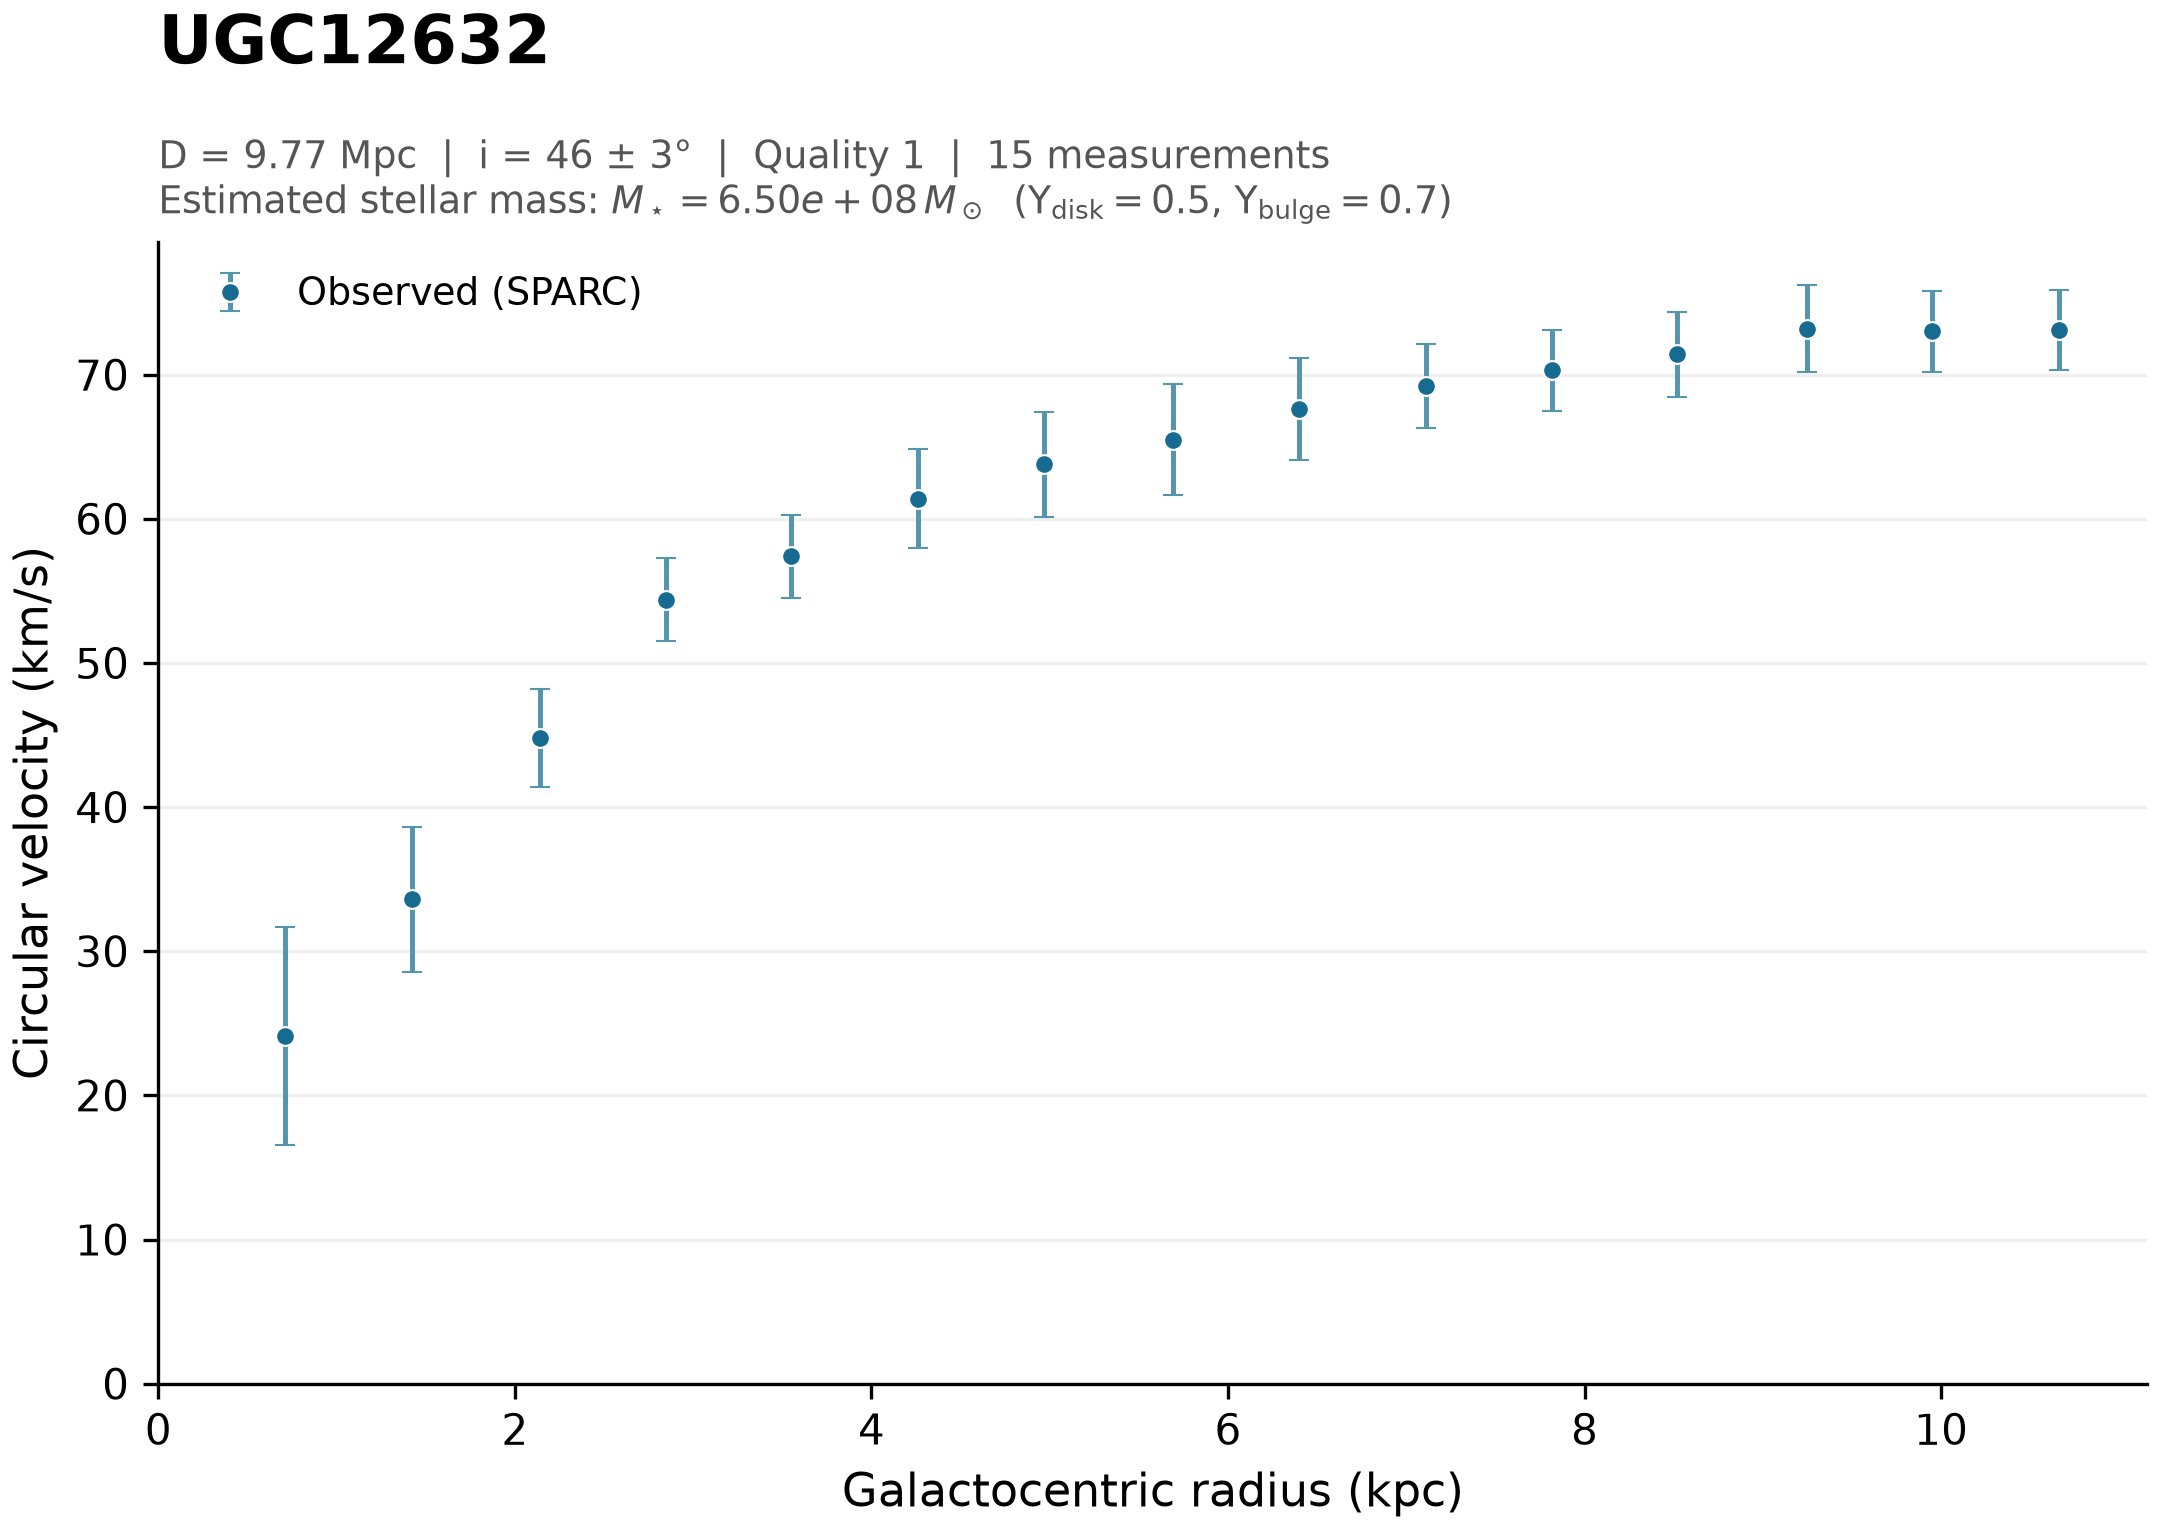 UGC12632
D = 9.77 Mpc | i = 46 ± 3° | Quality 1 | 15 measurements
Estimated stellar mass: M⋆ = 6.50e + 08 M⊙ (Υdisk = 0.5, Υbulge = 0.7)
Observed (SPARC)
70
60
50
40
30
20
10
0
Circular velocity (km/s)
0 2 4 6 8 10
Galactocentric radius (kpc)